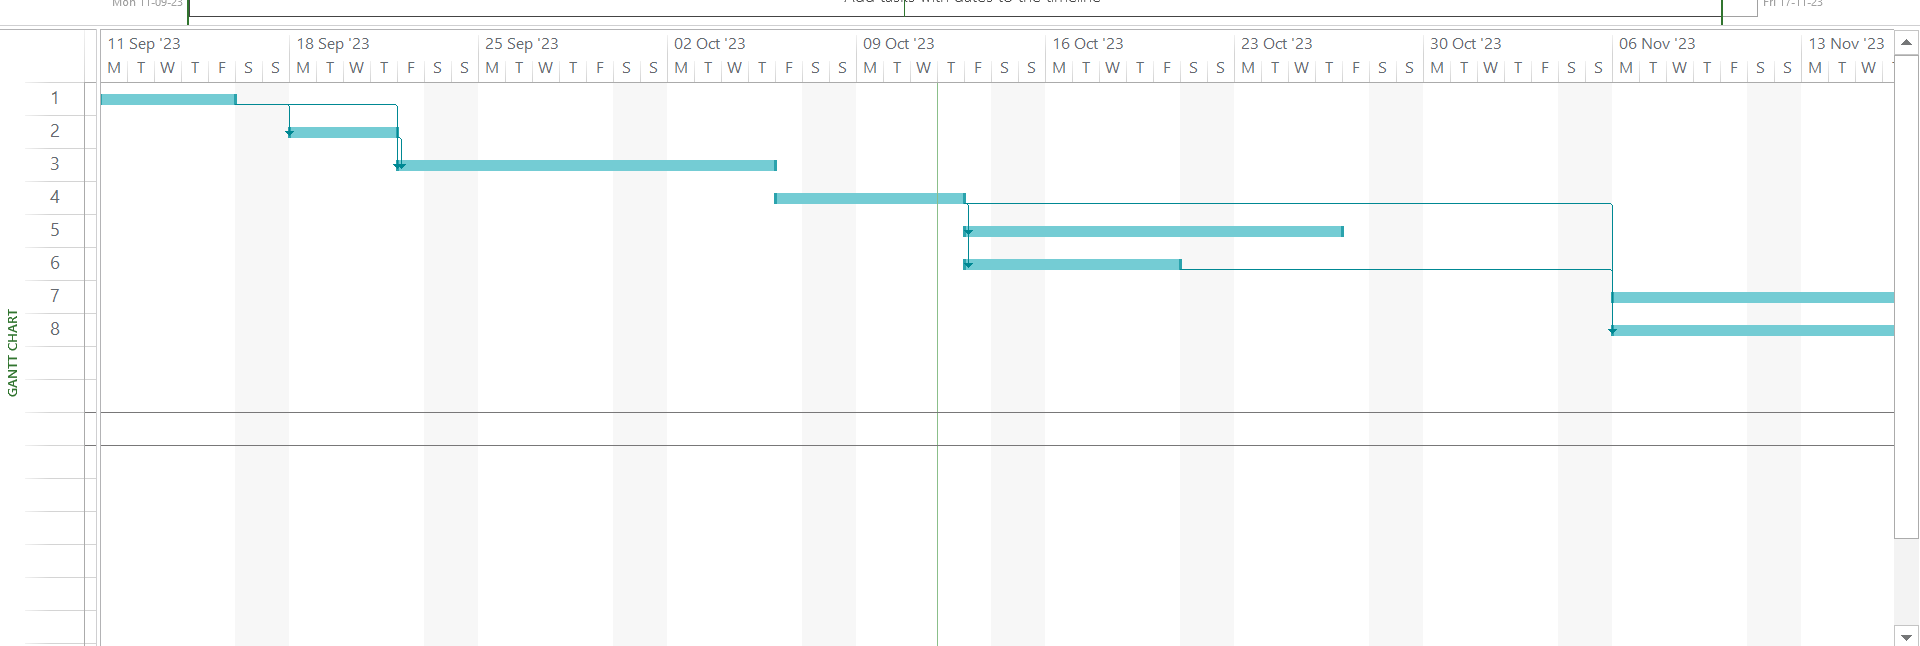 Mon 11-09-23
Add tasks with dates to the timeline
Fri 17-11-23
11 Sep '23 18 Sep '23 25 Sep '23 02 Oct '23 09 Oct '23 16 Oct '23 23 Oct '23 30 Oct '23 06 Nov '23 13 Nov '23
M T W T F S S M T W T F S S M T W T F S S M T W T F S S M T W T F S S M T W T F S S M T W T F S S M T W T F S S M T W T F S S M T W
1
2
3
4
5
6
7
8
GANTT CHART